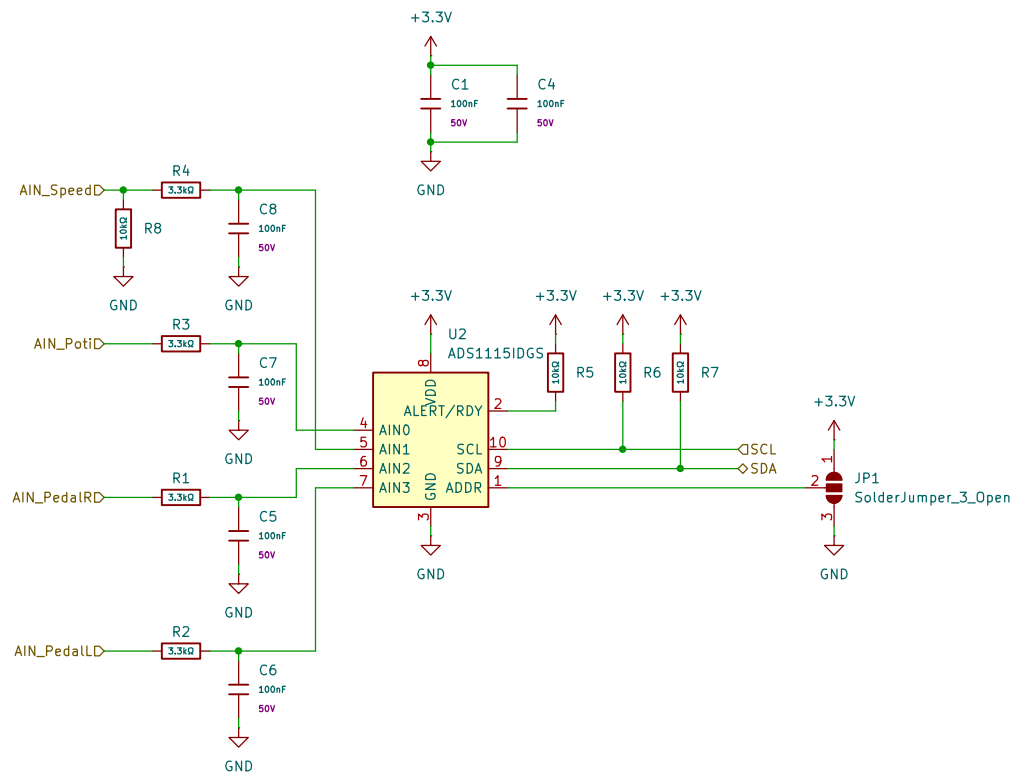 +3.3V
C1
100nF
50V
C4
100nF
50V
GND
AIN_Speed
R4
3.3kΩ
R8
10kΩ
C8
100nF
50V
GND
GND
AIN_Poti
R3
3.3kΩ
C7
100nF
50V
GND
+3.3V
+3.3V
+3.3V
+3.3V
U2
ADS1115IDGS
R5
10kΩ
R6
10kΩ
R7
10kΩ
8
VDD
ALERT/RDY
2
4
AIN0
5
AIN1
SCL
10
SCL
6
AIN2
SDA
9
SDA
7
AIN3
ADDR
1
GND
3
GND
+3.3V
1
2
3
JP1
SolderJumper_3_Open
GND
AIN_PedalR
R1
3.3kΩ
C5
100nF
50V
GND
AIN_PedalL
R2
3.3kΩ
C6
100nF
50V
GND